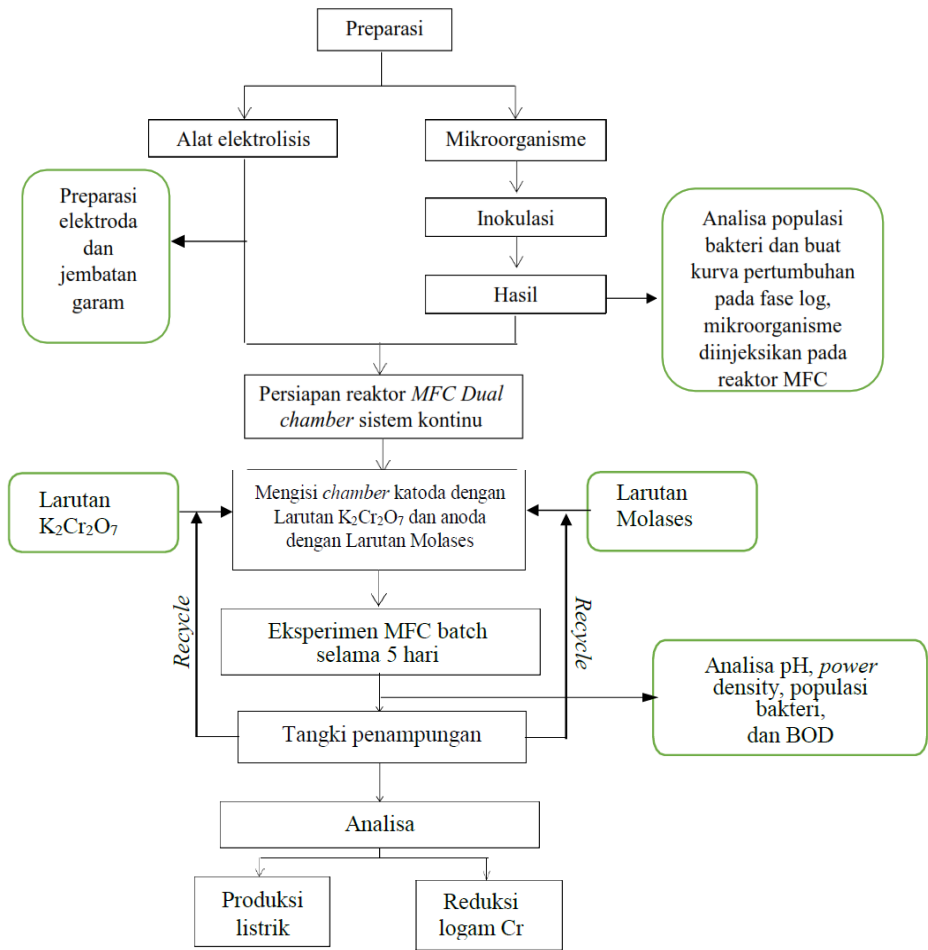 Preparasi
Alat elektrolisis
Mikroorganisme
Preparasi
elektroda
dan
jembatan
garam
Inokulasi
Hasil
Analisa populasi
bakteri dan buat
kurva pertumbuhan
pada fase log,
mikroorganisme
diinjeksikan pada
reaktor MFC
Persiapan reaktor MFC Dual
chamber sistem kontinu
Larutan
K₂Cr₂O₇
Mengisi chamber katoda dengan
Larutan K₂Cr₂O₇ dan anoda
dengan Larutan Molases
Larutan
Molases
Recycle
Recycle
Eksperimen MFC batch
selama 5 hari
Analisa pH, power
density, populasi
bakteri,
dan BOD
Tangki penampungan
Analisa
Produksi
listrik
Reduksi
logam Cr